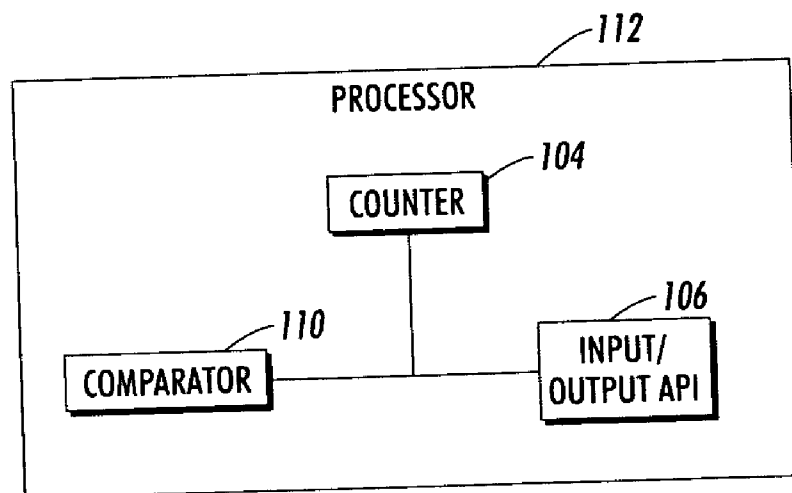 112
PROCESSOR
104
COUNTER
106
110
INPUT/
OUTPUT API
COMPARATOR